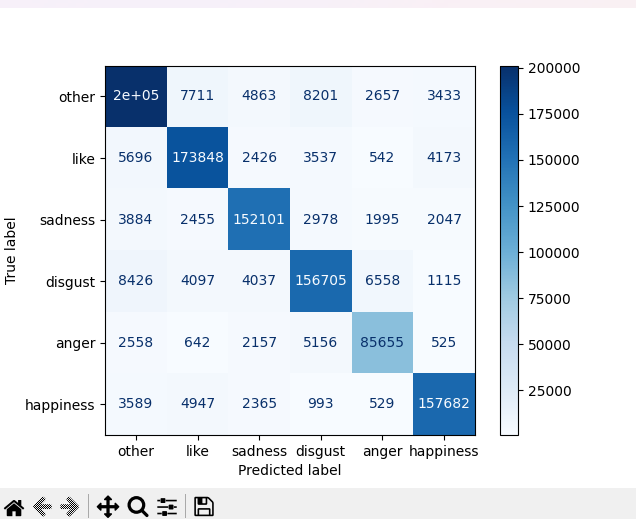 other 2e+05 7711 4863 8201 2657 3433
like 5696 173848 2426 3537 542 4173
sadness 3884 2455 152101 2978 1995 2047
disgust 8426 4097 4037 156705 6558 1115
anger 2558 642 2157 5156 85655 525
happiness 3589 4947 2365 993 529 157682
other like sadness disgust anger happiness
Predicted label
True label
200000
175000
150000
125000
100000
75000
50000
25000